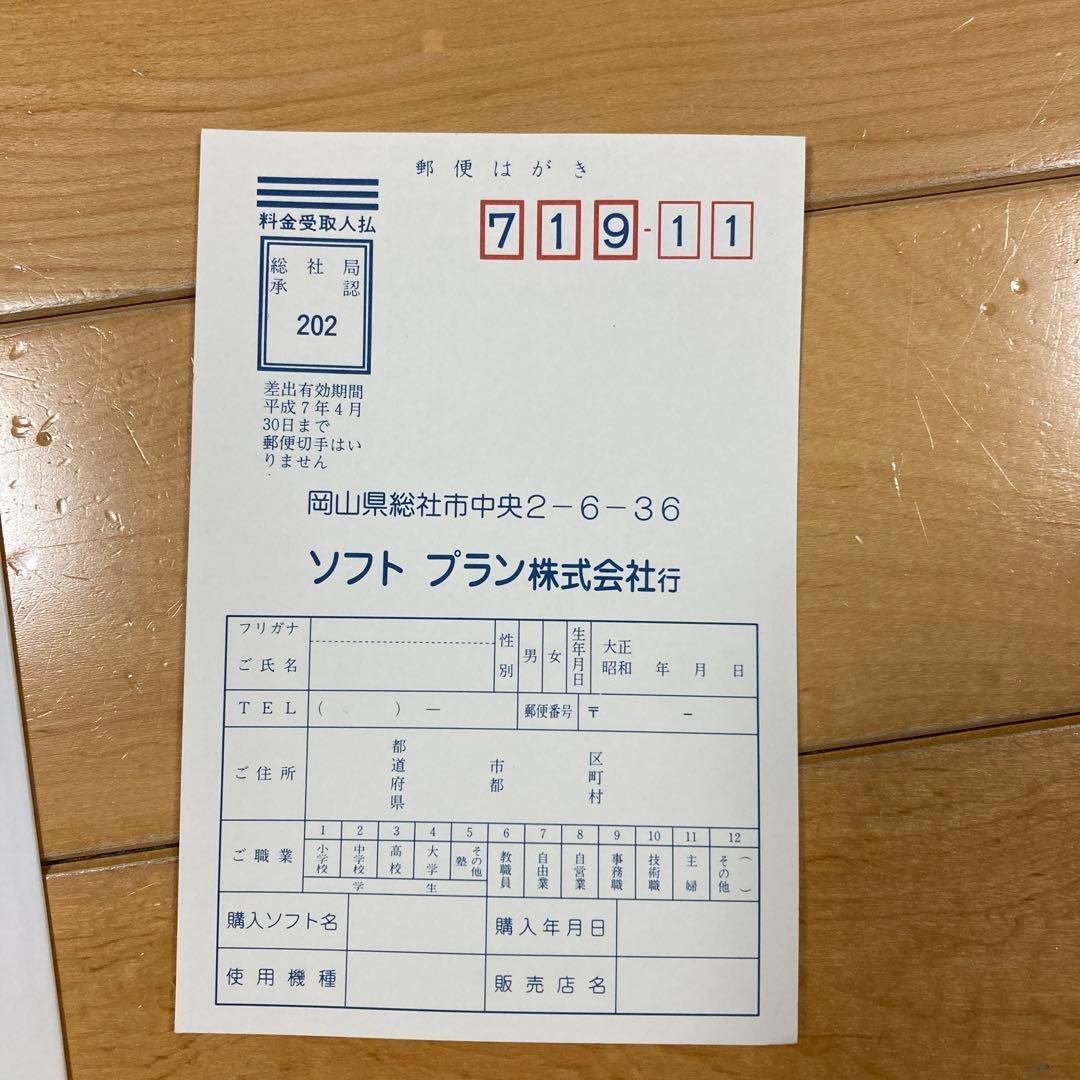 郵便はがき
料金受取人払
719-11
総社局
承認
202
差出有効期間
平成7年4月
30日まで
郵便切手はい
りません
岡山県総社市中央2-6-36
ソフト プラン株式会社行
フリガナ
ご氏名
性別
男
女
生年月日
大正
昭和 年 月 日
TEL
( ) ―
郵便番号
〒 -
ご住所
都道府県
市都
区町村
ご職業
1 2 3 4 5 6 7 8 9 10 11 12
小学校
中学校
高校
大学
その他塾
教職員
自由業
自営業
事務職
技術職
主婦
その他( )
学生
購入ソフト名
購入年月日
使用機種
販売店名